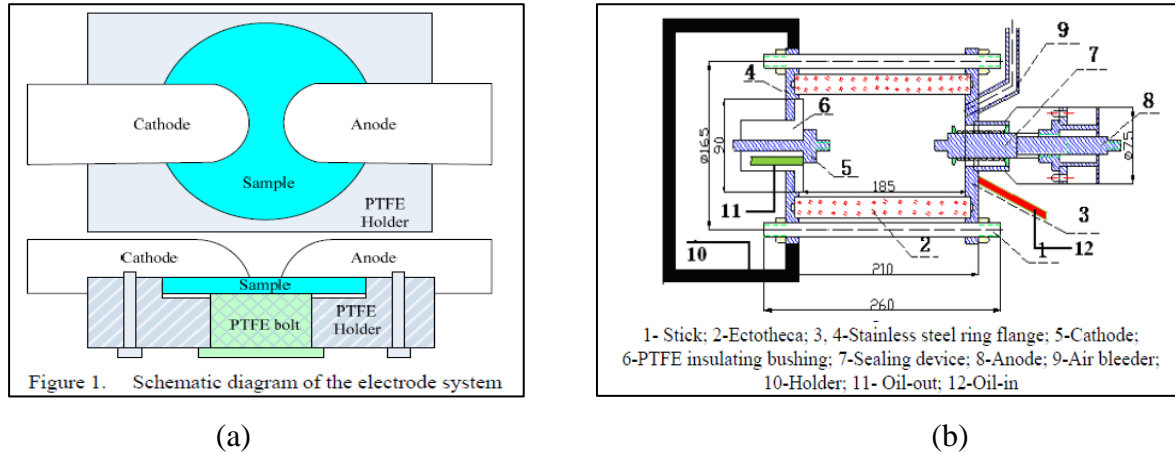 Cathode
Anode
Sample
PTFE
Holder
Cathode
Anode
Sample
PTFE
Holder
PTFE bolt
Figure 1. Schematic diagram of the electrode system
(a)
9
7
4
6
8
ø165
90
ø75
5
185
11
3
2
1
12
10
210
260
1- Stick; 2-Ectotheca; 3, 4-Stainless steel ring flange; 5-Cathode;
6-PTFE insulating bushing; 7-Sealing device; 8-Anode; 9-Air bleeder;
10-Holder; 11- Oil-out; 12-Oil-in
(b)